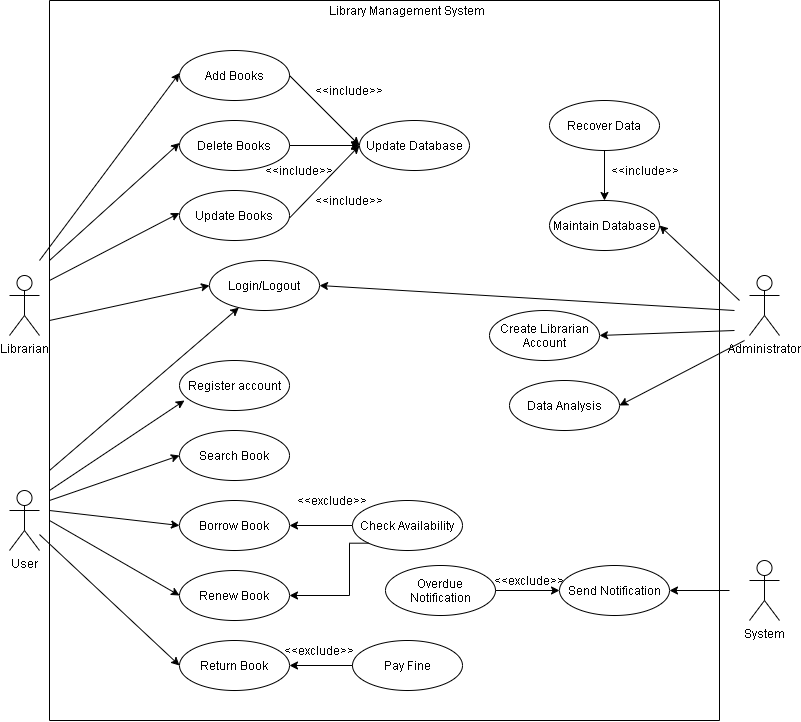 Library Management System
Add Books
<<include>>
Delete Books
Update Database
<<include>>
Update Books
<<include>>
Recover Data
<<include>>
Maintain Database
Login/Logout
Librarian
Create Librarian
Account
Administrator
Register account
Data Analysis
Search Book
<<exclude>>
Borrow Book
Check Availability
User
Renew Book
Overdue
Notification
<<exclude>>
Send Notification
System
<<exclude>>
Return Book
Pay Fine